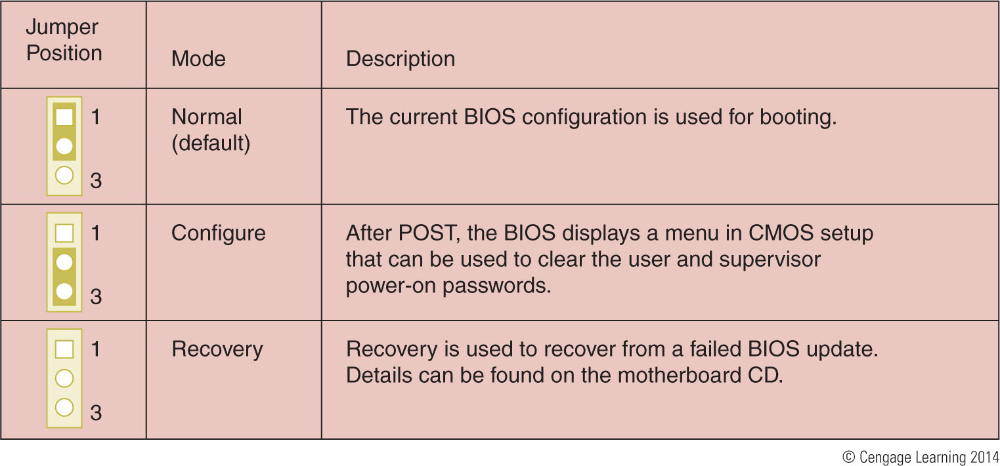 Jumper
Position
Mode
Description
1
3
Normal
(default)
The current BIOS configuration is used for booting.
1
3
Configure
After POST, the BIOS displays a menu in CMOS setup
that can be used to clear the user and supervisor
power-on passwords.
1
3
Recovery
Recovery is used to recover from a failed BIOS update.
Details can be found on the motherboard CD.
© Cengage Learning 2014